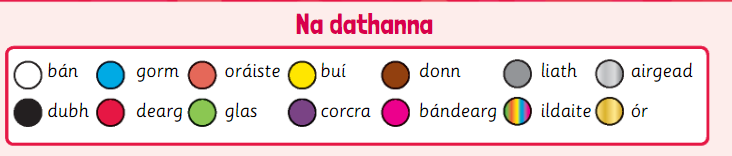 Na dathanna
bán gorm oráiste buí donn liath airgead
dubh dearg glas corcra bándearg ildaite ór